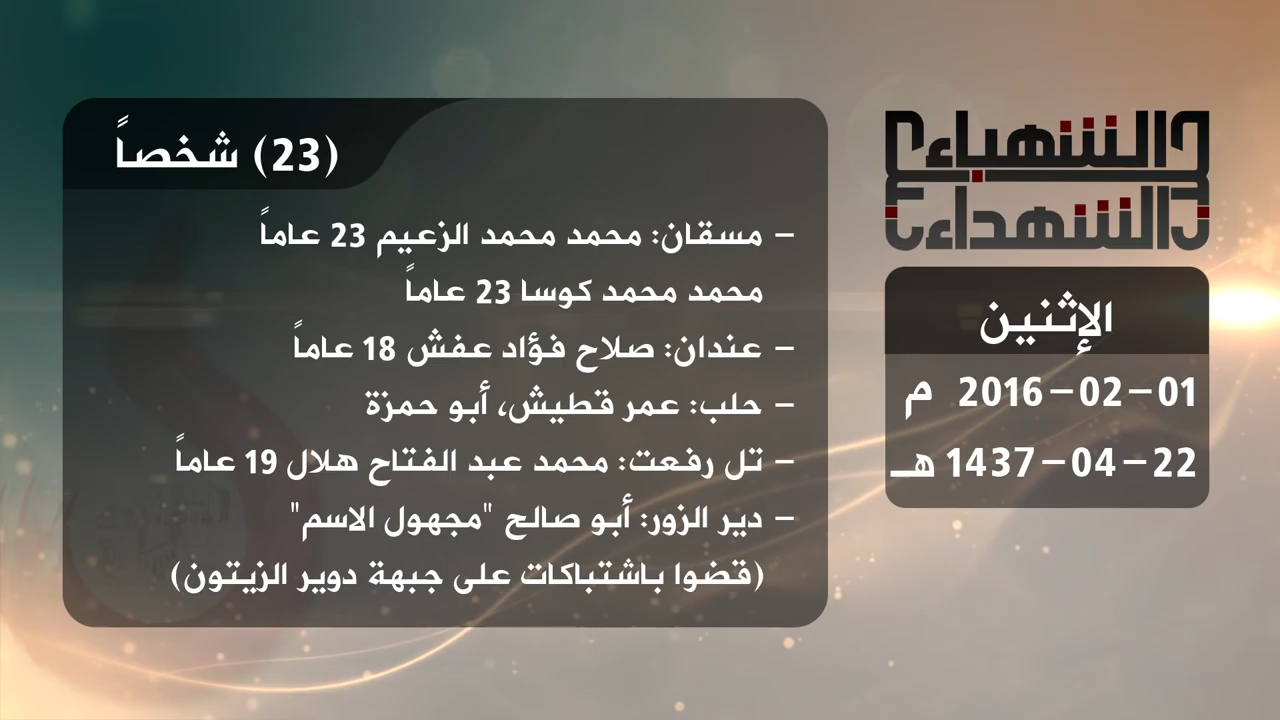 الشهباء
الشهداء
الإثنين
01-02-2016 م
22-04-1437 هـ
(23) شخصاً
- مسقان: محمد محمد الزعيم 23 عاماً
محمد محمد كوسا 23 عاماً
- عندان: صلاح فؤاد عفش 18 عاماً
- حلب: عمر قطيش، أبو حمزة
- تل رفعت: محمد عبد الفتاح هلال 19 عاماً
- دير الزور: أبو صالح "مجهول الاسم"
(قضوا باشتباكات على جبهة دوير الزيتون)